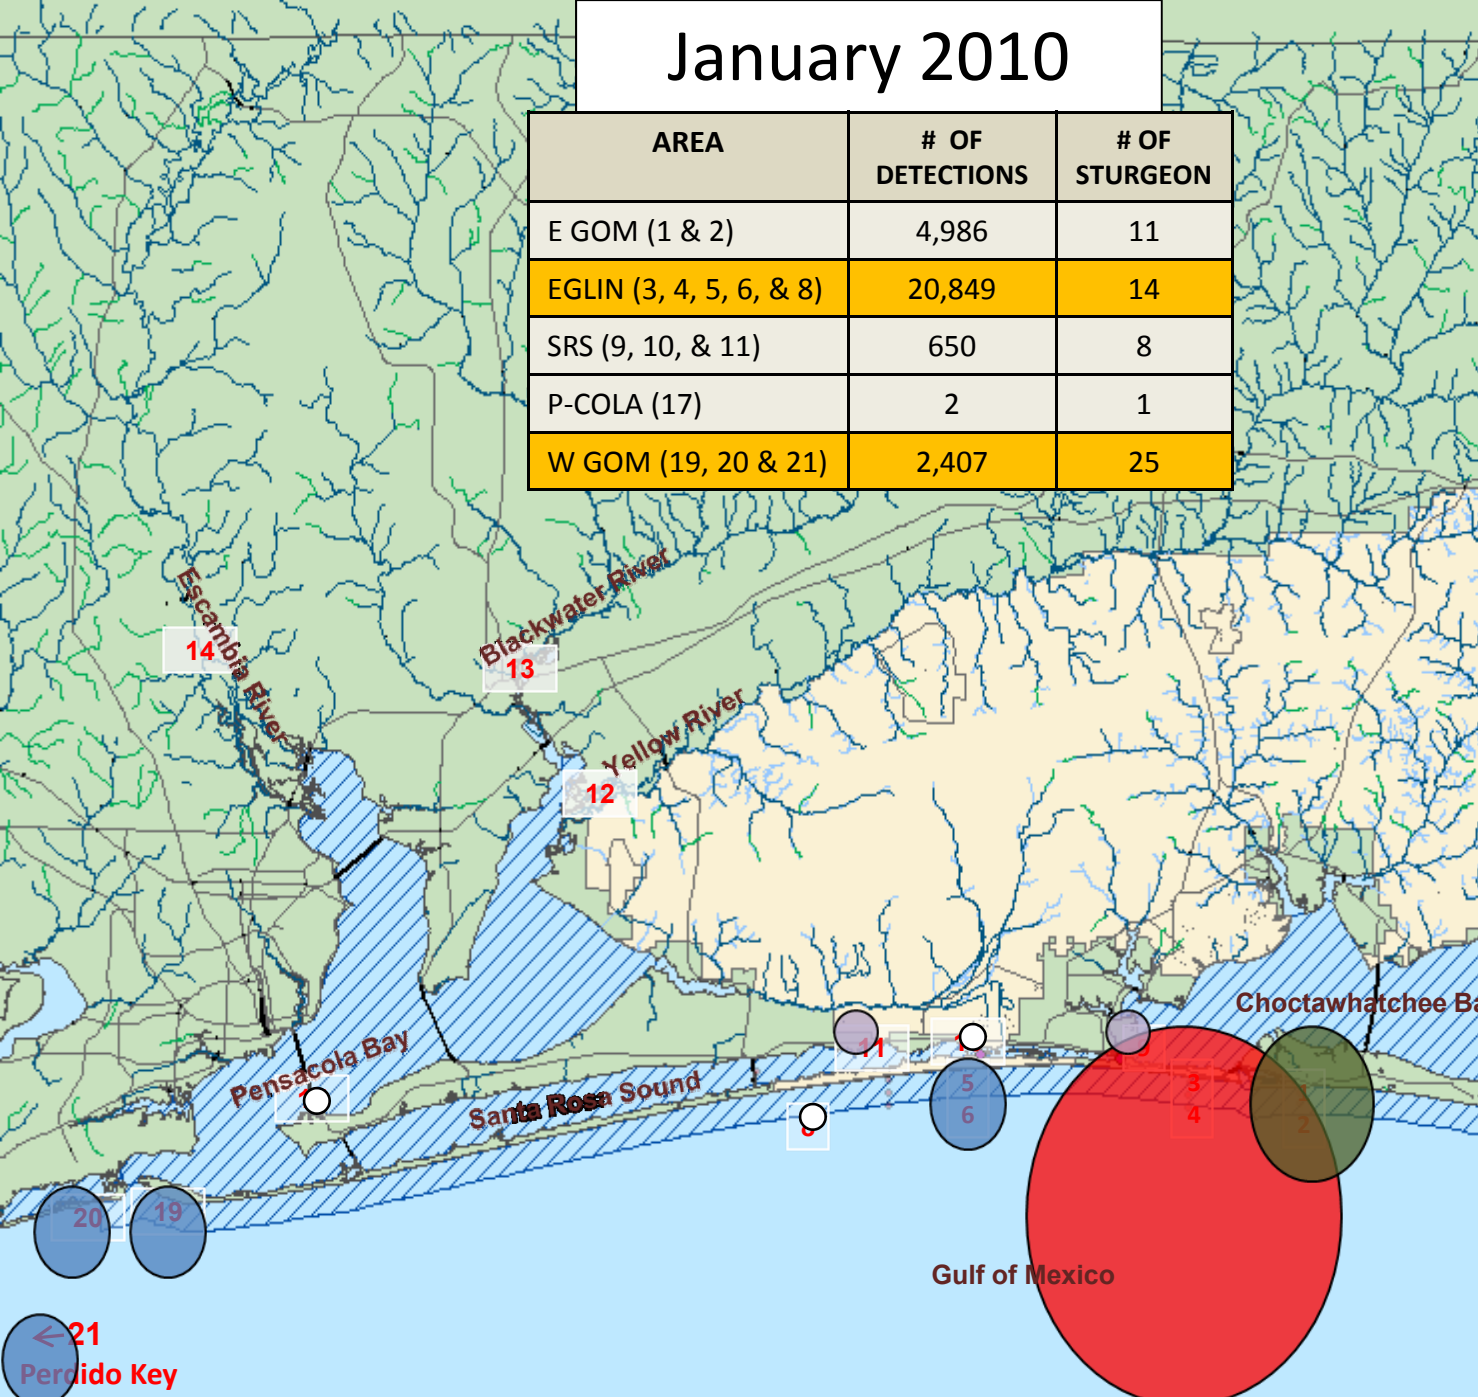 January 2010
AREA # OF DETECTIONS # OF STURGEON
E GOM (1 & 2) 4,986 11
EGLIN (3, 4, 5, 6, & 8) 20,849 14
SRS (9, 10, & 11) 650 8
P-COLA (17) 2 1
W GOM (19, 20 & 21) 2,407 25
Escambia River
14
Blackwater River
13
Yellow River
12
Choctawhatchee Ba
Pensacola Bay
Santa Rosa Sound
11
5
6
3
4
2
20
19
Gulf of Mexico
← 21
Perdido Key